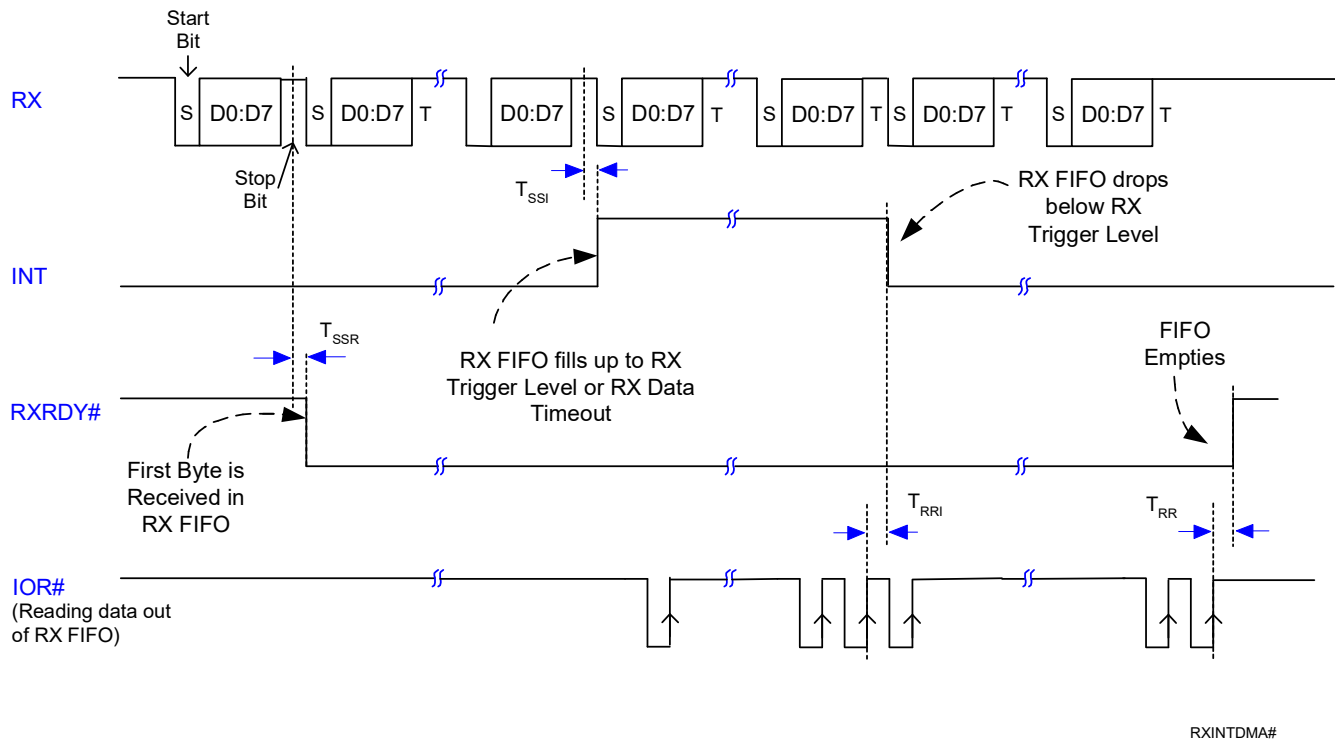 Start
Bit
RX
S D0:D7 S D0:D7 T D0:D7 S D0:D7 T S D0:D7 T S D0:D7 T S D0:D7 T
Stop
Bit
TSSI
RX FIFO drops
below RX
Trigger Level
INT
TSSR
RX FIFO fills up to RX
Trigger Level or RX Data
Timeout
FIFO
Empties
RXRDY#
First Byte is
Received in
RX FIFO
TRRI
TRR
IOR#
(Reading data out
of RX FIFO)
RXINTDMA#